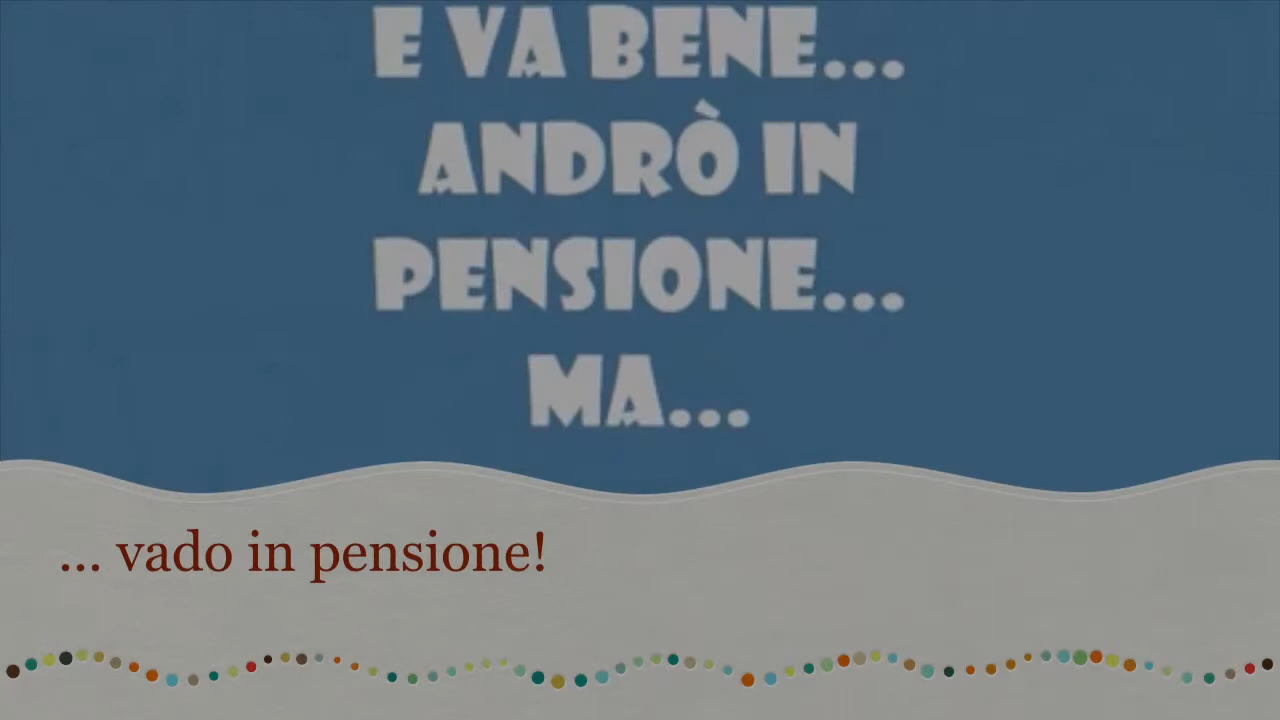 E VA BENE...
ANDRÒ IN
PENSIONE...
MA...
... vado in pensione!